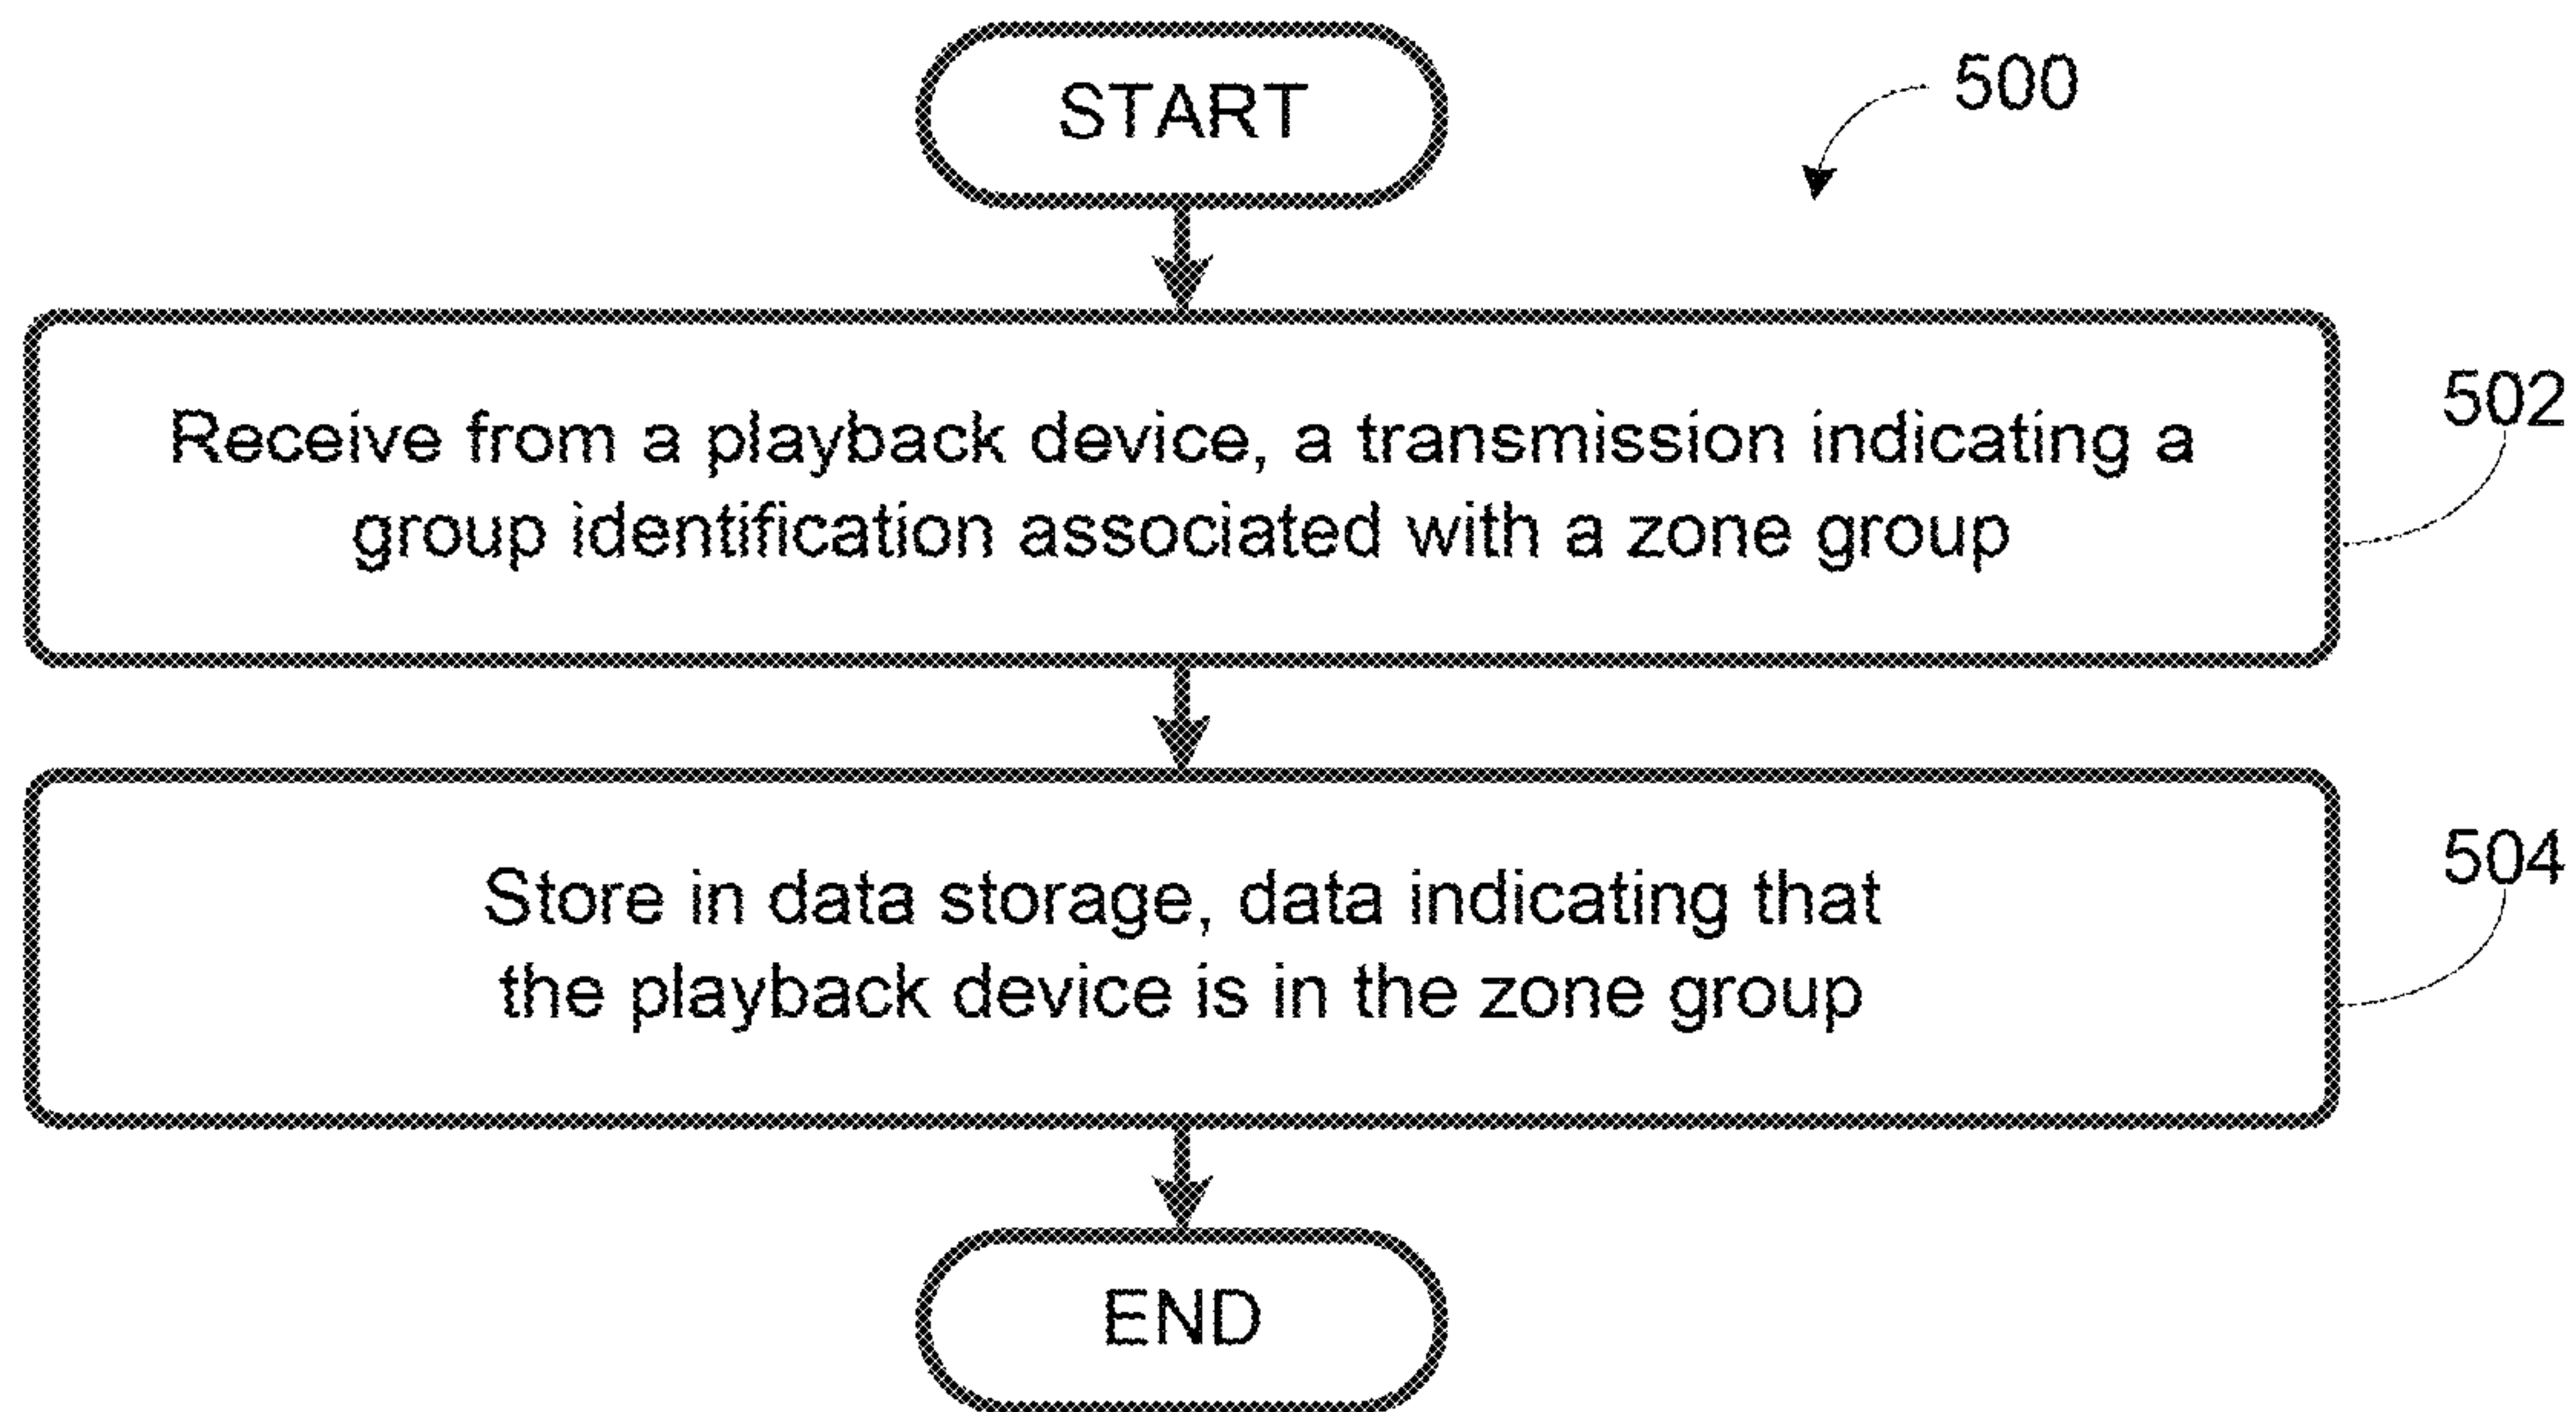 START
500
Receive from a playback device, a transmission indicating a
group identification associated with a zone group
502
Store in data storage, data indicating that
the playback device is in the zone group
504
END